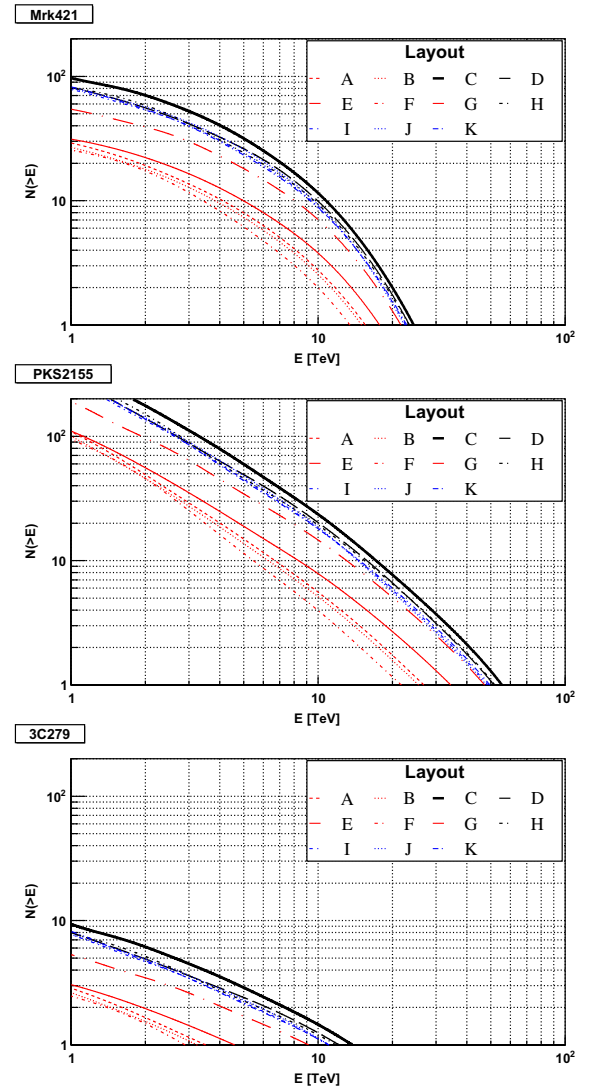 Mrk421
N(>E)
10²
10
1
Layout
A B C D
E F G H
I J K
1 10 10²
E [TeV]
PKS2155
N(>E)
10²
10
1
Layout
A B C D
E F G H
I J K
1 10 10²
E [TeV]
3C279
N(>E)
10²
10
1
Layout
A B C D
E F G H
I J K
1 10 10²
E [TeV]